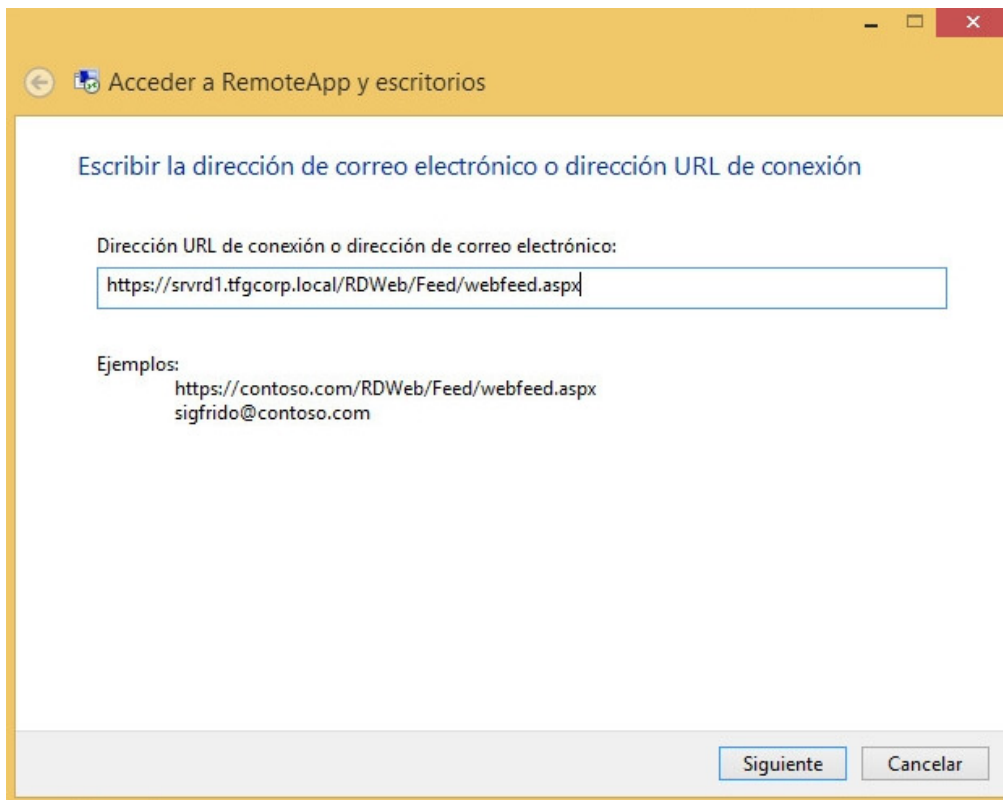 Acceder a RemoteApp y escritorios
Escribir la dirección de correo electrónico o dirección URL de conexión
Dirección URL de conexión o dirección de correo electrónico:
https://srvrd1.tfgcorp.local/RDWeb/Feed/webfeed.aspx
Ejemplos:
https://contoso.com/RDWeb/Feed/webfeed.aspx
sigfrido@contoso.com
Siguiente Cancelar